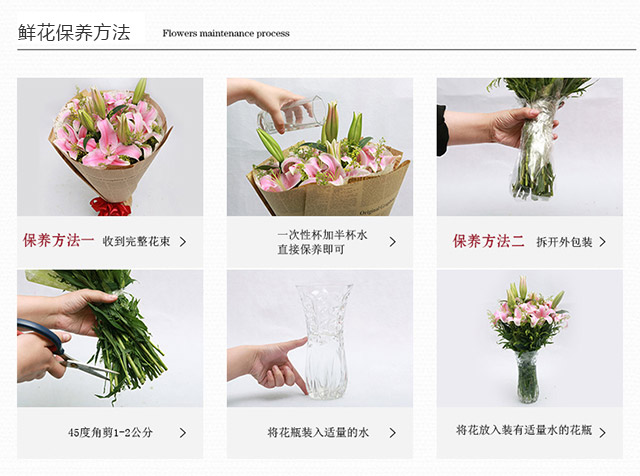 鲜花保养方法
Flowers maintenance process
保养方法一 收到完整花束 >
一次性杯加半杯水
直接保养即可 >
保养方法二 拆开外包装 >
45度角剪1-2公分 >
将花瓶装入适量的水 >
将花放入装有适量水的花瓶 >